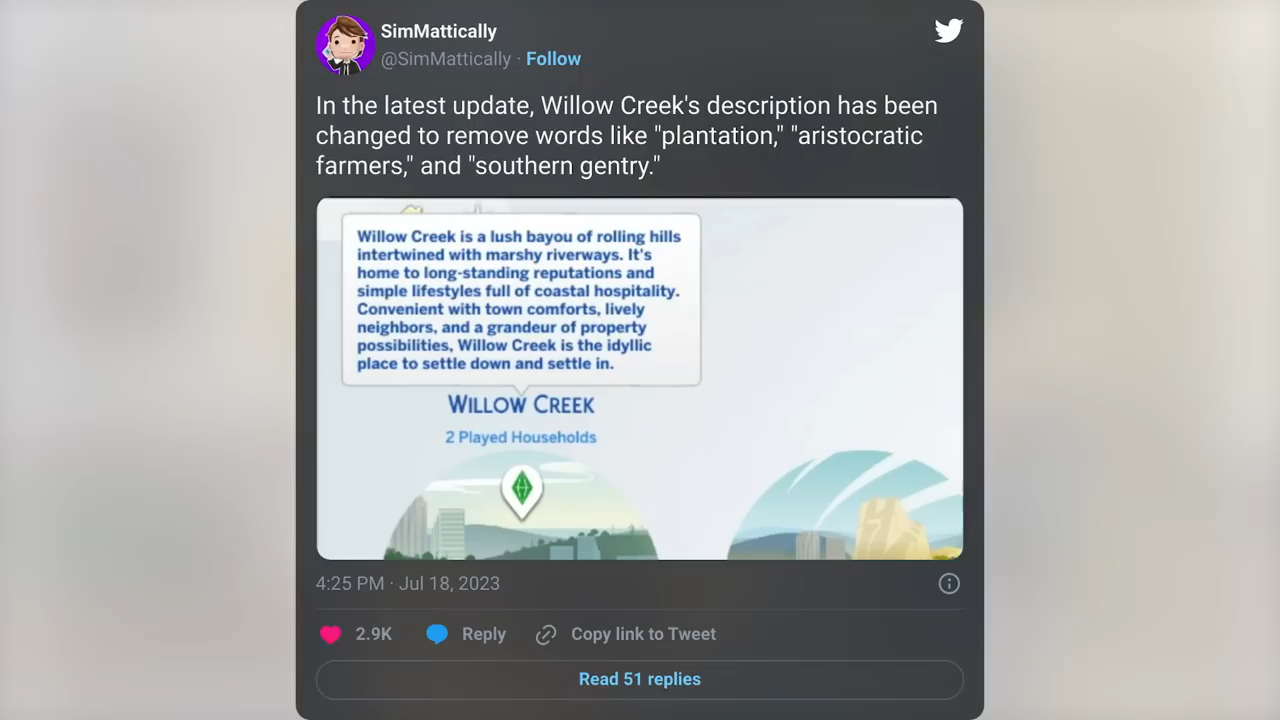 SimMattically
@SimMattically · Follow
In the latest update, Willow Creek's description has been
changed to remove words like "plantation," "aristocratic
farmers," and "southern gentry."
Willow Creek is a lush bayou of rolling hills
intertwined with marshy riverways. It's
home to long-standing reputations and
simple lifestyles full of coastal hospitality.
Convenient with town comforts, lively
neighbors, and a grandeur of property
possibilities, Willow Creek is the idyllic
place to settle down and settle in.
WILLOW CREEK
2 Played Households
4:25 PM · Jul 18, 2023
2.9K Reply Copy link to Tweet
Read 51 replies